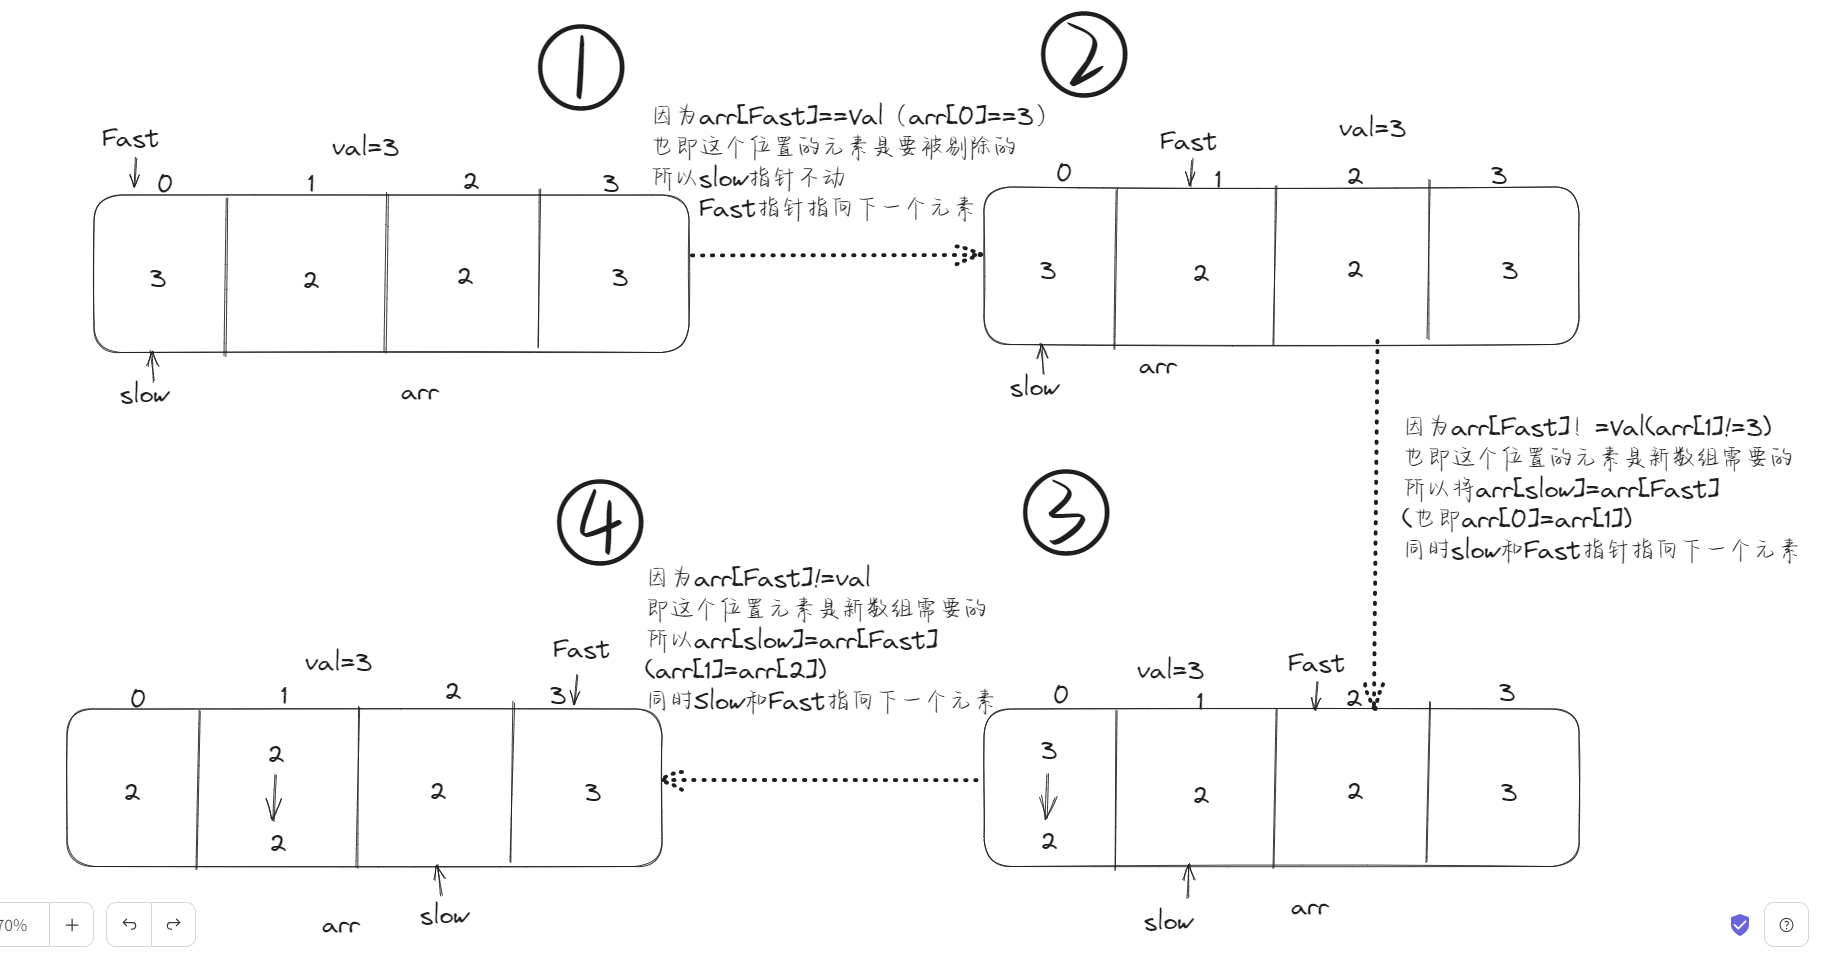 ①
因为arr[Fast]==Val（arr[0]==3）
也即这个位置的元素是要被剔除的
所以slow指针不动
Fast指针指向下一个元素
Fast
val=3
0 1 2 3
3 2 2 3
slow
arr
②
Fast
val=3
0 1 2 3
3 2 2 3
slow
arr
因为arr[Fast]！=Val(arr[1]!=3)
也即这个位置的元素是新数组需要的
所以将arr[slow]=arr[Fast]
(也即arr[0]=arr[1])
同时slow和Fast指针指向下一个元素
③
val=3
Fast
0 1 2 3
3
2 2 3
2
slow
arr
④
因为arr[Fast]!=val
即这个位置元素是新数组需要的
所以arr[slow]=arr[Fast]
(arr[1]=arr[2])
同时Slow和Fast指向下一个元素
val=3
Fast
0 1 2 3
2
2 2 3
2
slow
arr
70%